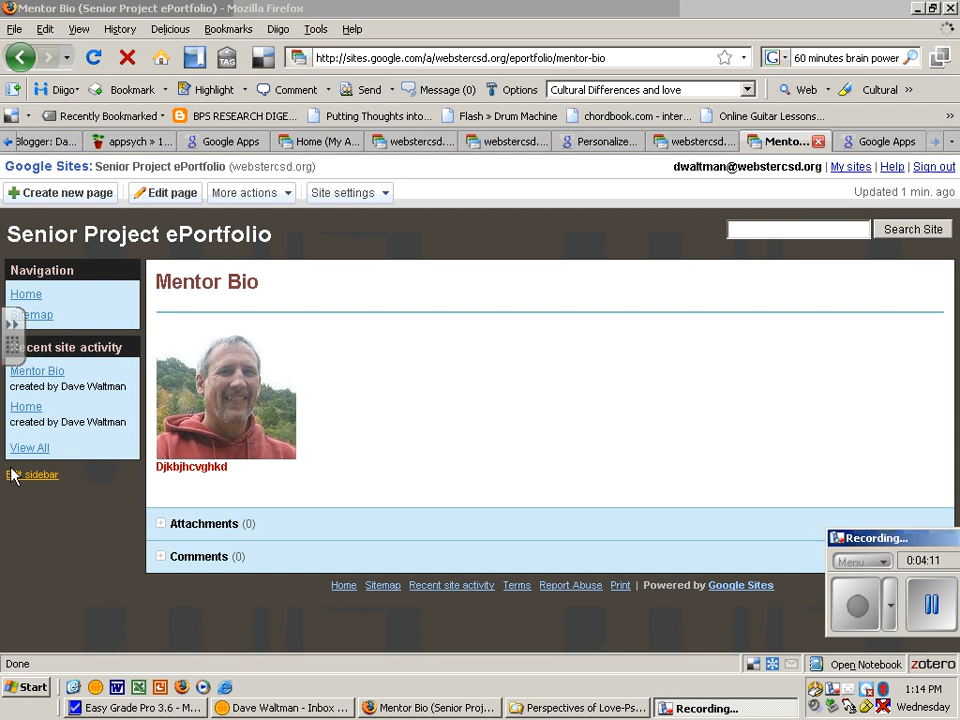 Mentor Bio (Senior Project ePortfolio) - Mozilla Firefox
File Edit View History Delicious Bookmarks Diigo Tools Help
TAG http://sites.google.com/a/webstercsd.org/eportfolio/mentor-bio G 60 minutes brain power
Diigo Bookmark Highlight Comment Send Message (0) Options Cultural Differences and love Web Cultural »
Recently Bookmarked BPS RESEARCH DIGE... Putting Thoughts into... Flash » Drum Machine chordbook.com - inter... Online Guitar Lessons... »
Blogger: Da... appsych » 1... Google Apps Home (My A... webstercsd.... webstercsd.... Personalize... webstercsd.... Mento... Google Apps
Google Sites: Senior Project ePortfolio (webstercsd.org) dwaltman@webstercsd.org | My sites | Help | Sign out
Create new page Edit page More actions Site settings Updated 1 min. ago
Senior Project ePortfolio Search Site
Navigation
Home
Mentor Bio
Recent site activity
Mentor Bio
created by Dave Waltman
Home
created by Dave Waltman
View All
sidebar
Djkbjhcvghkd
Attachments (0)
Comments (0)
Home Sitemap Recent site activity Terms Report Abuse Print | Powered by Google Sites
Recording...
Menu 0:04:11
Done Open Notebook zotero
Start 1:14 PM
Easy Grade Pro 3.6 - M... Dave Waltman - Inbox ... Mentor Bio (Senior Proj... Perspectives of Love-Ps... Recording... Wednesday